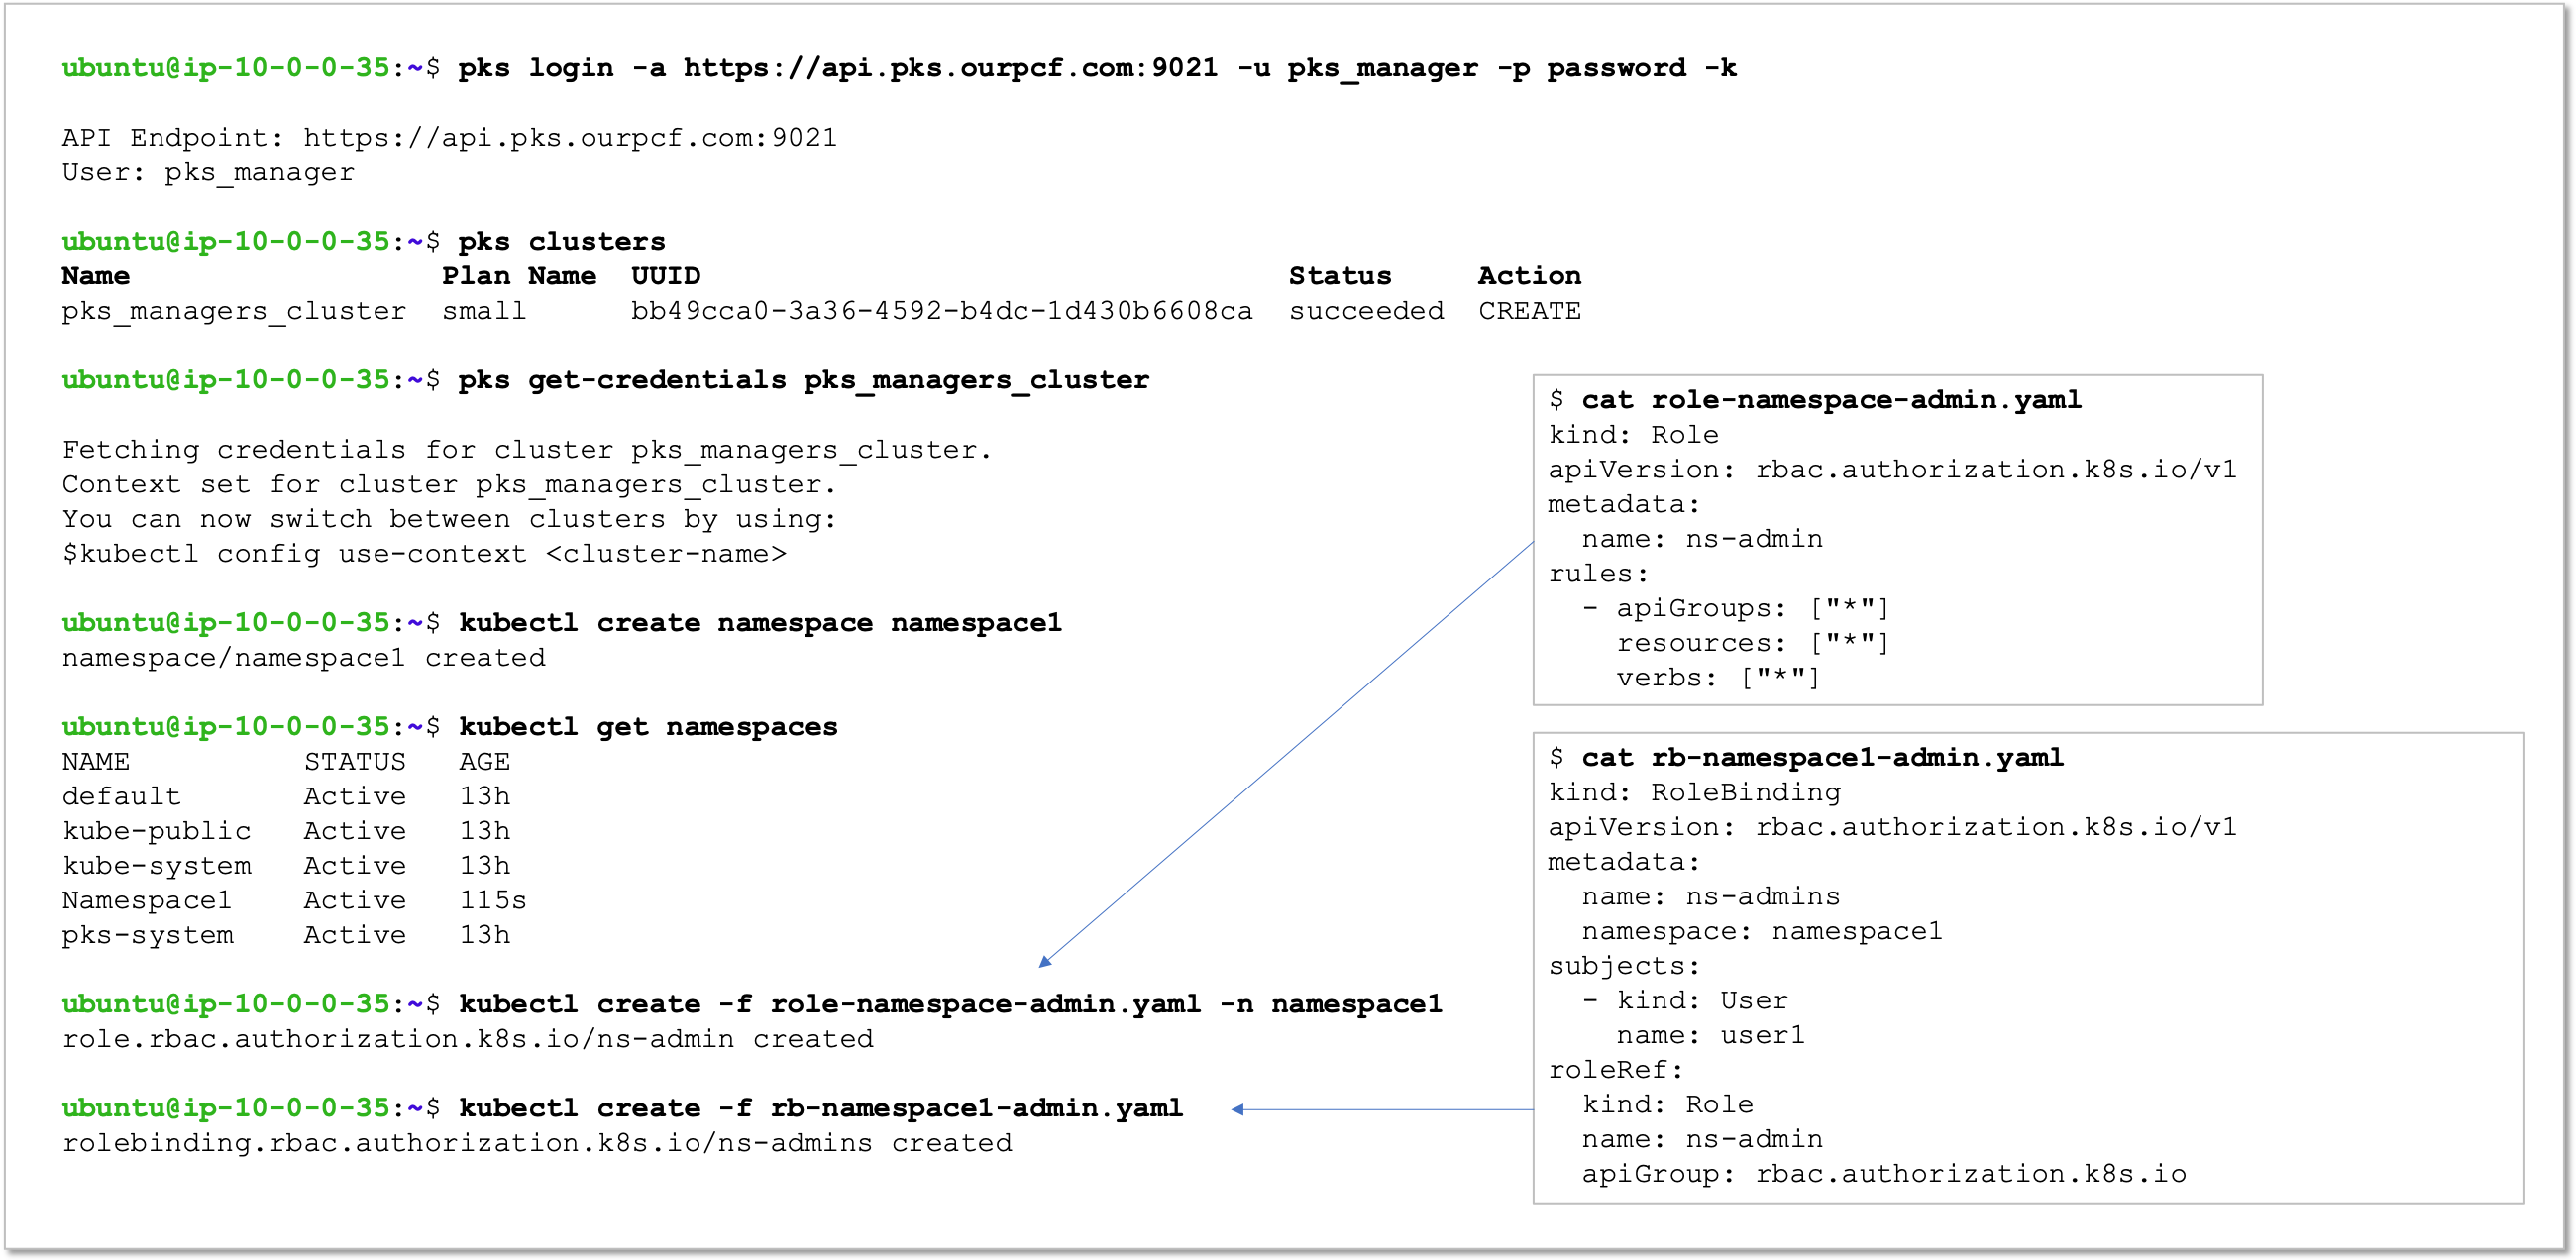 ubuntu@ip-10-0-0-35:~$ pks login -a https://api.pks.ourpcf.com:9021 -u pks_manager -p password -k
API Endpoint: https://api.pks.ourpcf.com:9021
User: pks_manager
ubuntu@ip-10-0-0-35:~$ pks clusters
Name Plan Name UUID Status Action
pks_managers_cluster small bb49cca0-3a36-4592-b4dc-1d430b6608ca succeeded CREATE
ubuntu@ip-10-0-0-35:~$ pks get-credentials pks_managers_cluster
Fetching credentials for cluster pks_managers_cluster.
Context set for cluster pks_managers_cluster.
You can now switch between clusters by using:
$kubectl config use-context <cluster-name>
ubuntu@ip-10-0-0-35:~$ kubectl create namespace namespace1
namespace/namespace1 created
ubuntu@ip-10-0-0-35:~$ kubectl get namespaces
NAME STATUS AGE
default Active 13h
kube-public Active 13h
kube-system Active 13h
Namespace1 Active 115s
pks-system Active 13h
ubuntu@ip-10-0-0-35:~$ kubectl create -f role-namespace-admin.yaml -n namespace1
role.rbac.authorization.k8s.io/ns-admin created
ubuntu@ip-10-0-0-35:~$ kubectl create -f rb-namespace1-admin.yaml
rolebinding.rbac.authorization.k8s.io/ns-admins created
$ cat role-namespace-admin.yaml
kind: Role
apiVersion: rbac.authorization.k8s.io/v1
metadata:
  name: ns-admin
rules:
  - apiGroups: ["*"]
    resources: ["*"]
    verbs: ["*"]
$ cat rb-namespace1-admin.yaml
kind: RoleBinding
apiVersion: rbac.authorization.k8s.io/v1
metadata:
  name: ns-admins
  namespace: namespace1
subjects:
  - kind: User
    name: user1
roleRef:
  kind: Role
  name: ns-admin
  apiGroup: rbac.authorization.k8s.io